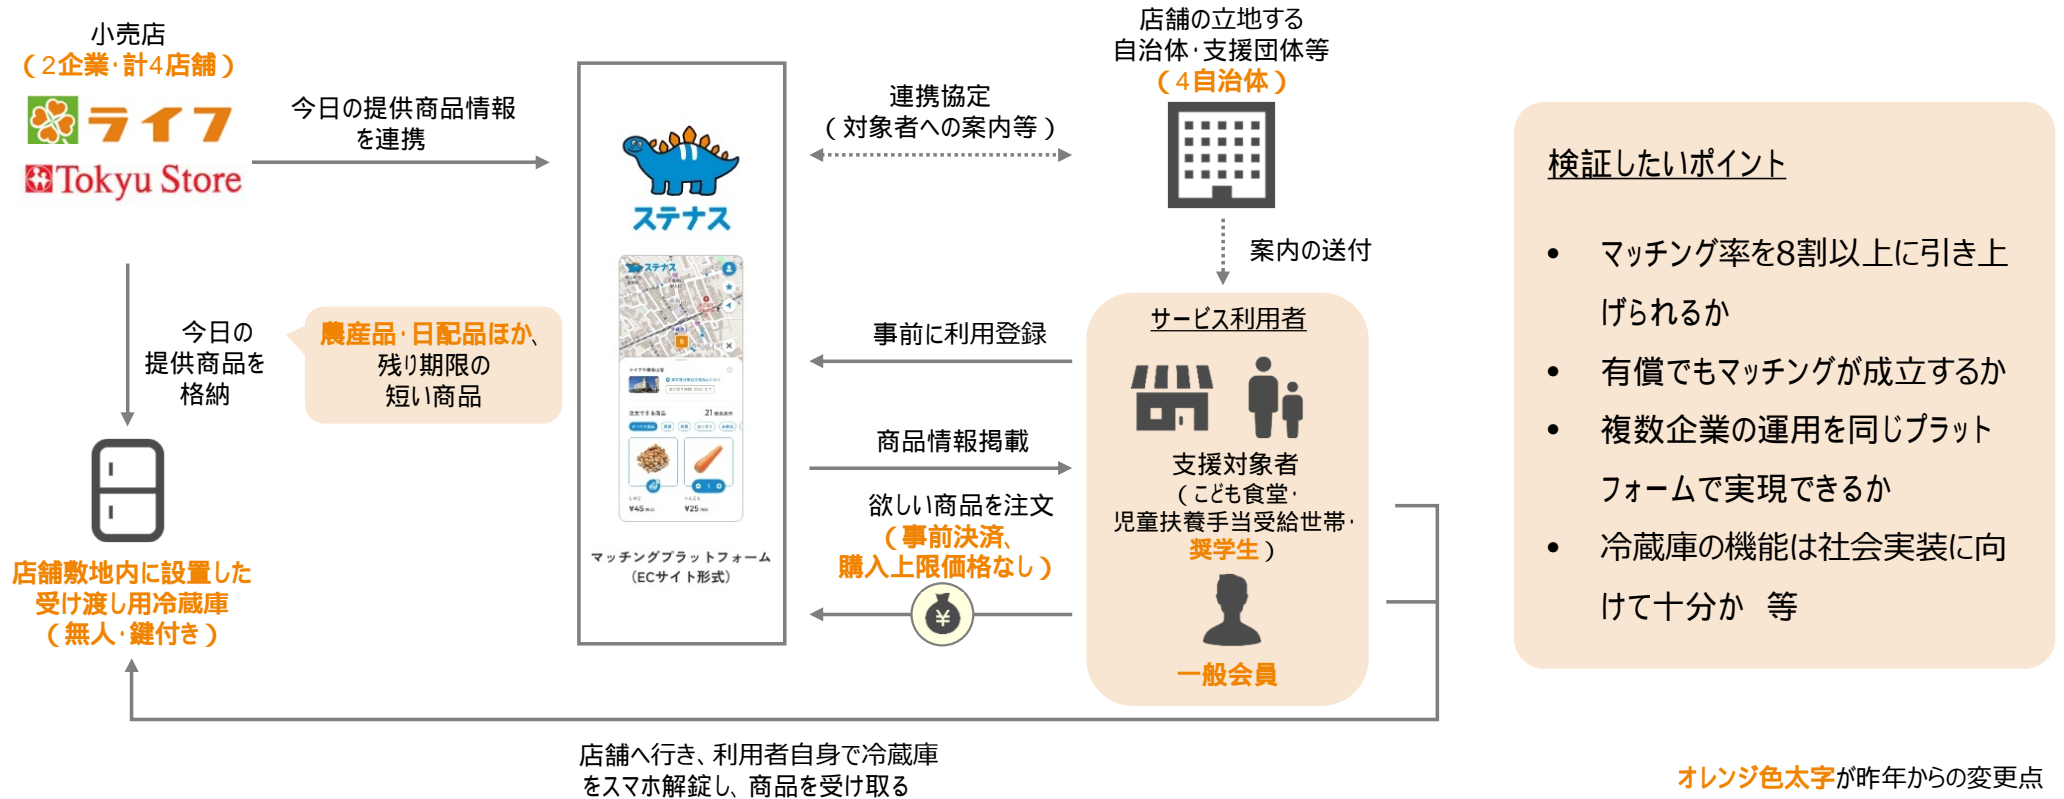 小売店
（2企業・計4店舗）
ライフ
Tokyu Store
今日の提供商品情報
を連携
今日の
提供商品を
格納
農産品・日配品ほか、
残り期限の
短い商品
店舗敷地内に設置した
受け渡し用冷蔵庫
（無人・鍵付き）
ステナス
ステナス
21
¥45
¥25
マッチングプラットフォーム
（ECサイト形式）
店舗の立地する
自治体・支援団体等
（4自治体）
連携協定
（対象者への案内等）
案内の送付
事前に利用登録
商品情報掲載
欲しい商品を注文
（事前決済、
購入上限価格なし）
¥
サービス利用者
支援対象者
（こども食堂・
児童扶養手当受給世帯・
奨学生）
一般会員
店舗へ行き、利用者自身で冷蔵庫
をスマホ解錠し、商品を受け取る
検証したいポイント
• マッチング率を8割以上に引き上
げられるか
• 有償でもマッチングが成立するか
• 複数企業の運用を同じプラット
フォームで実現できるか
• 冷蔵庫の機能は社会実装に向
けて十分か 等
オレンジ色太字が昨年からの変更点